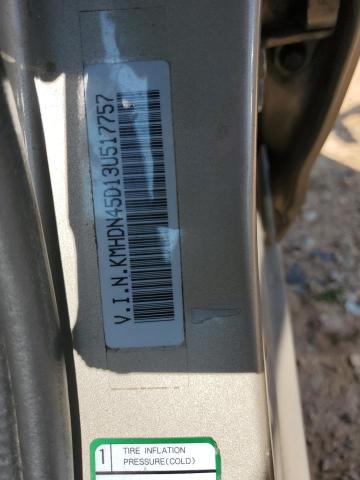 V.I.N.KMHDN45D13U517757
1 TIRE INFLATION
PRESSURE(COLD)